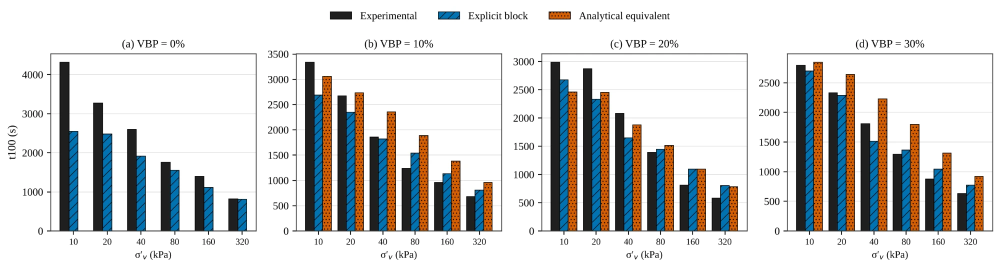 Experimental Explicit block Analytical equivalent
(a) VBP = 0%
t100 (s)
4000
3000
2000
1000
0
10 20 40 80 160 320
σ′v (kPa)
(b) VBP = 10%
3500
3000
2500
2000
1500
1000
500
0
10 20 40 80 160 320
σ′v (kPa)
(c) VBP = 20%
3000
2500
2000
1500
1000
500
0
10 20 40 80 160 320
σ′v (kPa)
(d) VBP = 30%
2500
2000
1500
1000
500
0
10 20 40 80 160 320
σ′v (kPa)